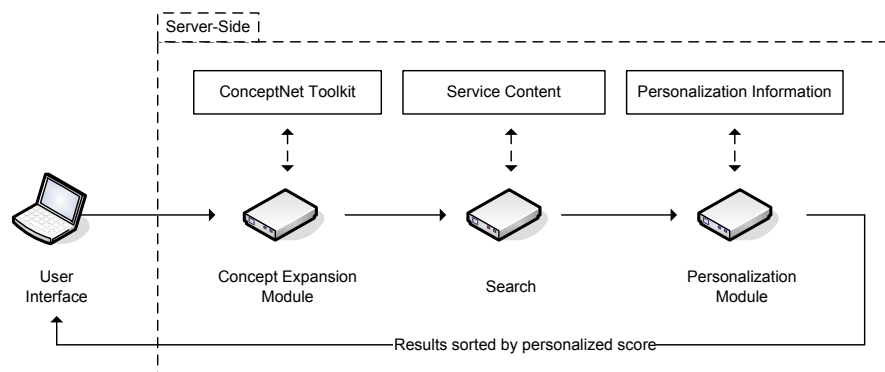 Server-Side
ConceptNet Toolkit
Service Content
Personalization Information
User
Interface
Concept Expansion
Module
Search
Personalization
Module
Results sorted by personalized score